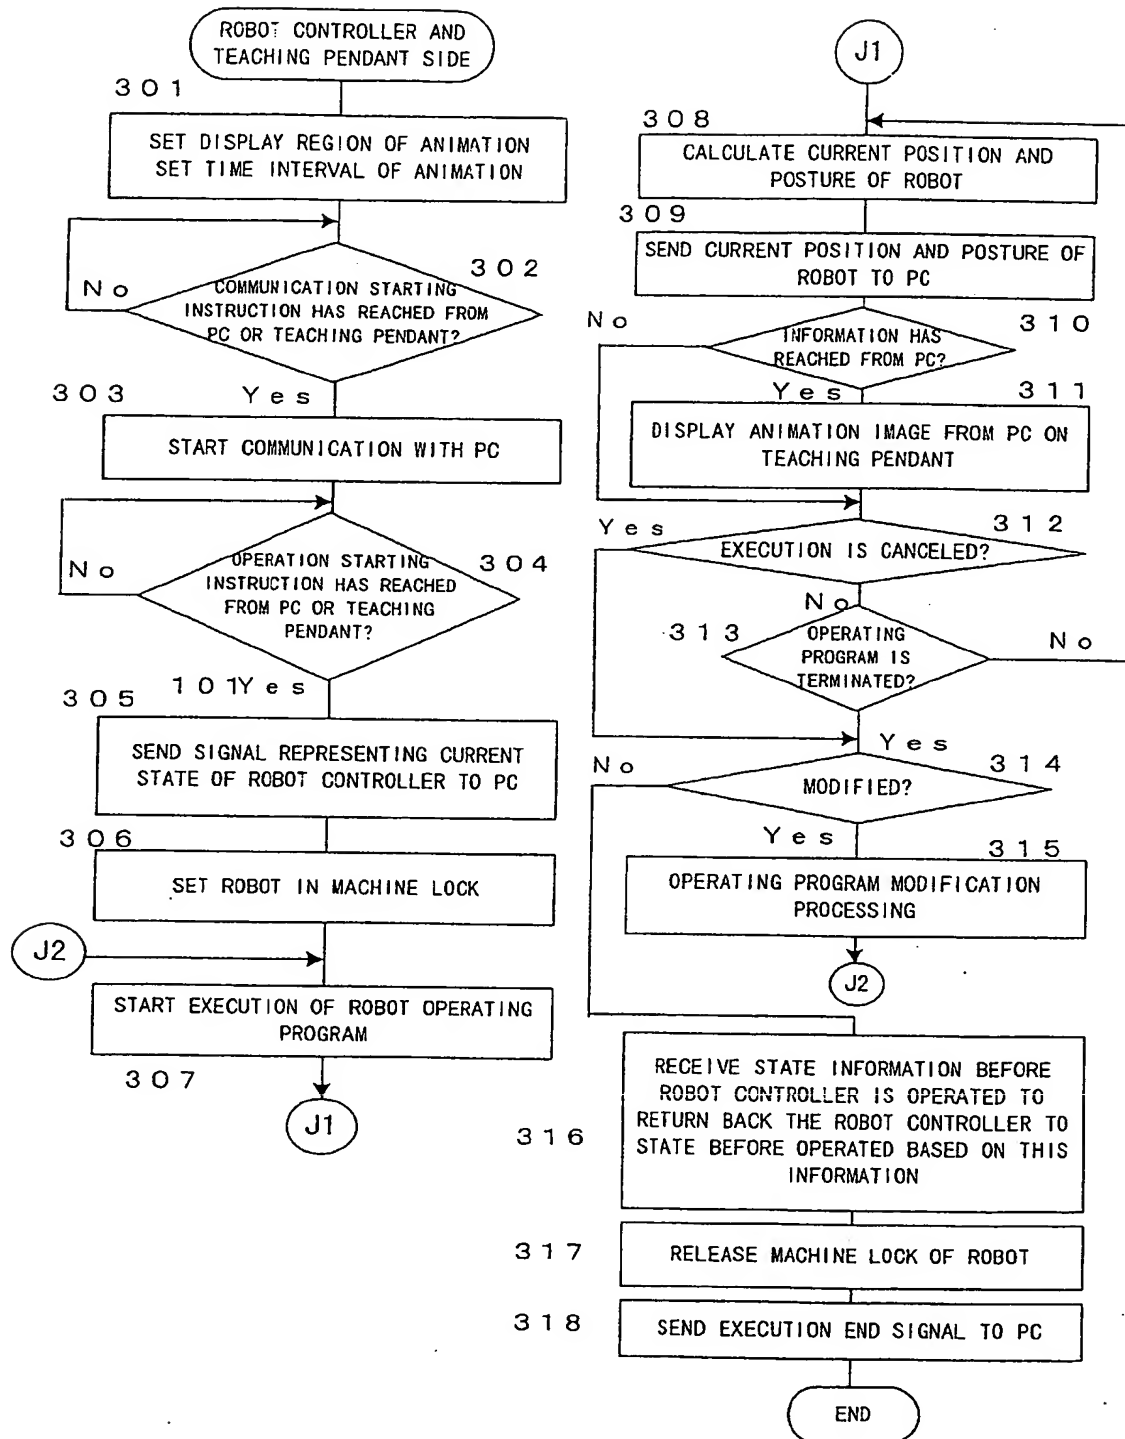 ROBOT CONTROLLER AND
TEACHING PENDANT SIDE
301
SET DISPLAY REGION OF ANIMATION
SET TIME INTERVAL OF ANIMATION
302
No
COMMUNICATION STARTING
INSTRUCTION HAS REACHED FROM
PC OR TEACHING PENDANT?
303
Yes
START COMMUNICATION WITH PC
304
No
OPERATION STARTING
INSTRUCTION HAS REACHED
FROM PC OR TEACHING
PENDANT?
101Yes
305
SEND SIGNAL REPRESENTING CURRENT
STATE OF ROBOT CONTROLLER TO PC
306
SET ROBOT IN MACHINE LOCK
J2
START EXECUTION OF ROBOT OPERATING
PROGRAM
307
J1
J1
308
CALCULATE CURRENT POSITION AND
POSTURE OF ROBOT
309
SEND CURRENT POSITION AND POSTURE OF
ROBOT TO PC
No
310
INFORMATION HAS
REACHED FROM PC?
Yes
311
DISPLAY ANIMATION IMAGE FROM PC ON
TEACHING PENDANT
Yes
312
EXECUTION IS CANCELED?
No
313
OPERATING
PROGRAM IS
TERMINATED?
No
Yes
No
314
MODIFIED?
Yes
315
OPERATING PROGRAM MODIFICATION
PROCESSING
J2
316
RECEIVE STATE INFORMATION BEFORE
ROBOT CONTROLLER IS OPERATED TO
RETURN BACK THE ROBOT CONTROLLER TO
STATE BEFORE OPERATED BASED ON THIS
INFORMATION
317
RELEASE MACHINE LOCK OF ROBOT
318
SEND EXECUTION END SIGNAL TO PC
END